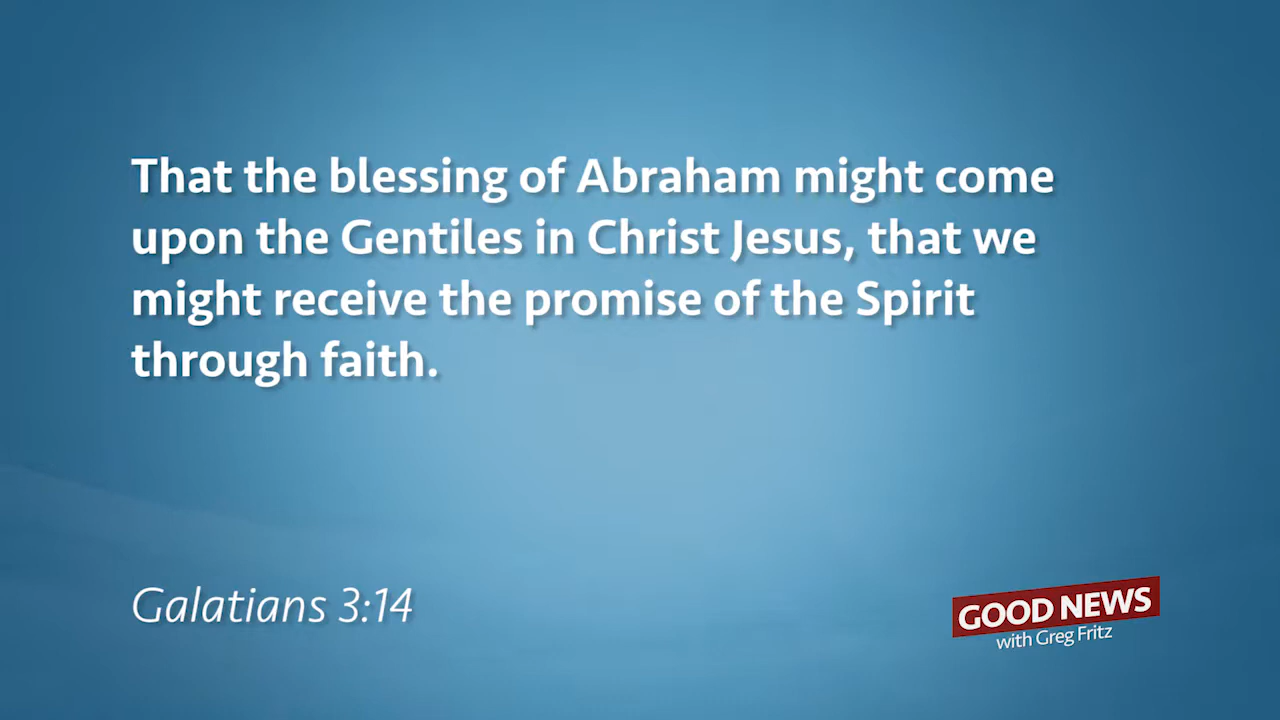 That the blessing of Abraham might come
upon the Gentiles in Christ Jesus, that we
might receive the promise of the Spirit
through faith.
Galatians 3:14
GOOD NEWS
with Greg Fritz